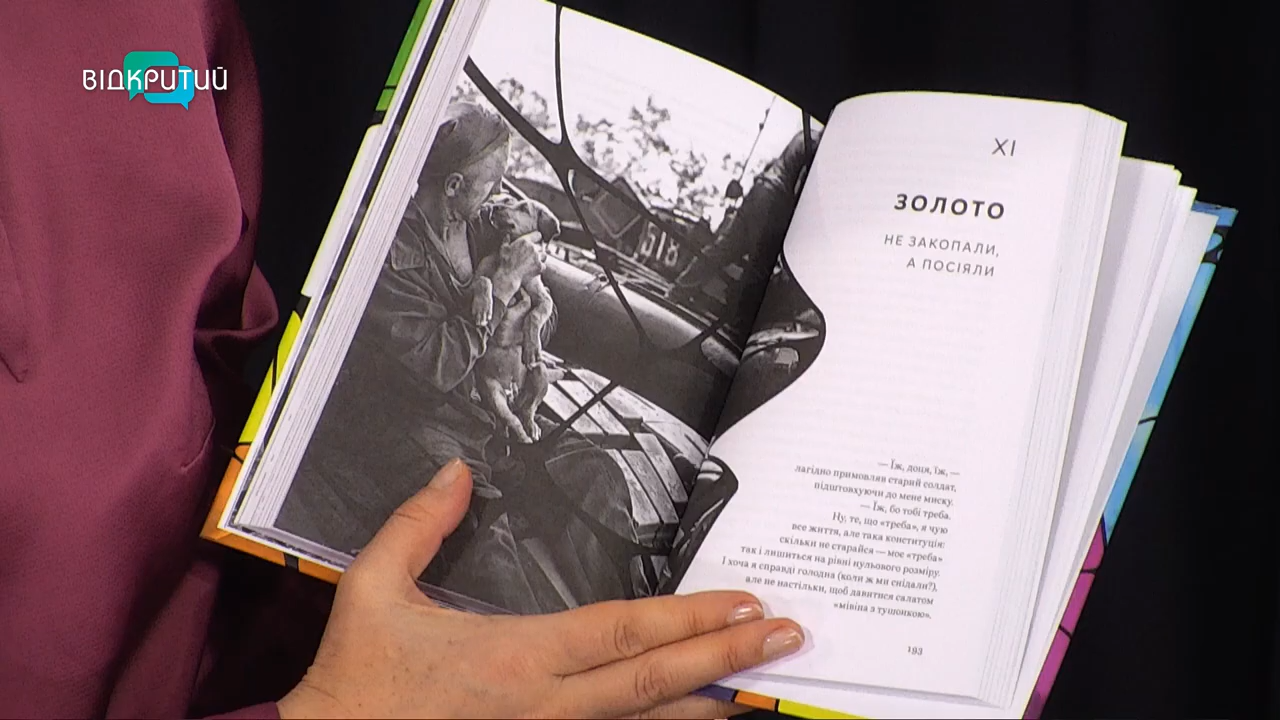 ВІДКРИТИЙ
518
XI
ЗОЛОТО
НЕ ЗАКОПАЛИ,
А ПОСІЯЛИ
— Їж, доця, їж, —
лагідно примовляв старий солдат,
підштовхуючи до мене миску.
— Їж, бо тобі треба.
Ну, те, що «треба», я чую
все життя, але така конституція:
скільки не старайся — моє «треба»
так і лишиться на рівні нульового розміру.
І хоча я справді голодна (коли ж ми снідали?),
але не настільки, щоб давитися салатом
«мівіна з тушонкою».
193